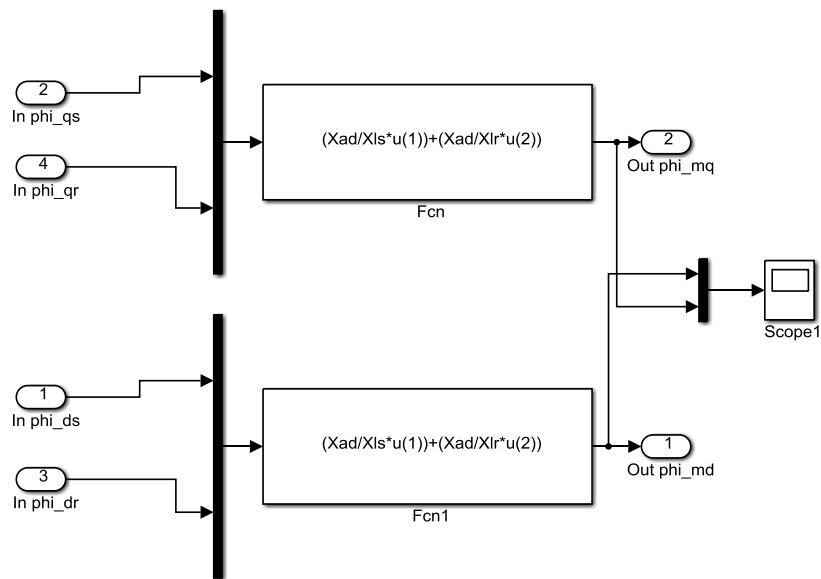 2
In phi_qs
4
In phi_qr
(Xad/Xls*u(1))+(Xad/Xlr*u(2))
Fcn
2
Out phi_mq
Scope1
1
In phi_ds
3
In phi_dr
(Xad/Xls*u(1))+(Xad/Xlr*u(2))
Fcn1
1
Out phi_md